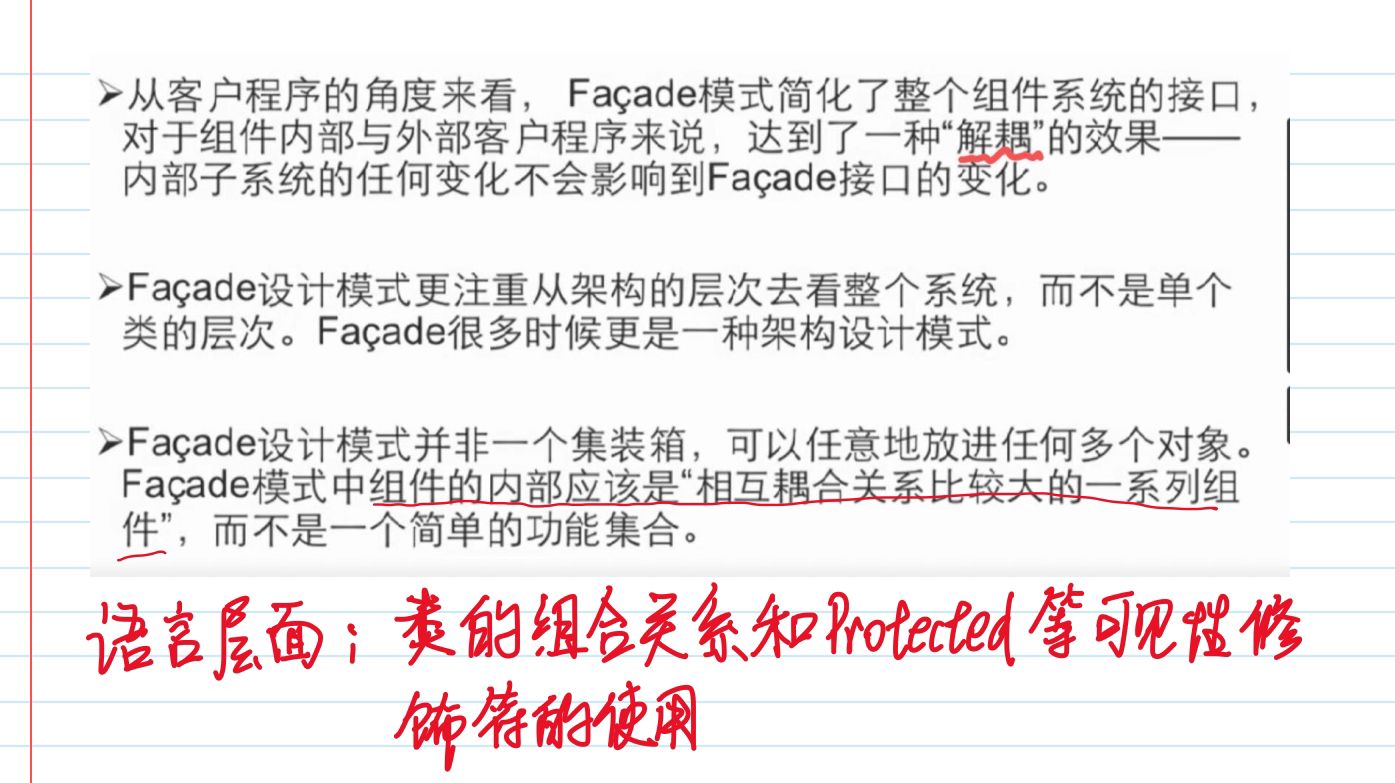 ➢从客户程序的角度来看， Façade模式简化了整个组件系统的接口，
对于组件内部与外部客户程序来说，达到了一种“解耦”的效果——
内部子系统的任何变化不会影响到Façade接口的变化。
➢Façade设计模式更注重从架构的层次去看整个系统，而不是单个
类的层次。Façade很多时候更是一种架构设计模式。
➢Façade设计模式并非一个集装箱，可以任意地放进任何多个对象。
Façade模式中组件的内部应该是“相互耦合关系比较大的一系列组
件”，而不是一个简单的功能集合。
语言层面：类的组合关系和Protected等可见性修
饰符的使用